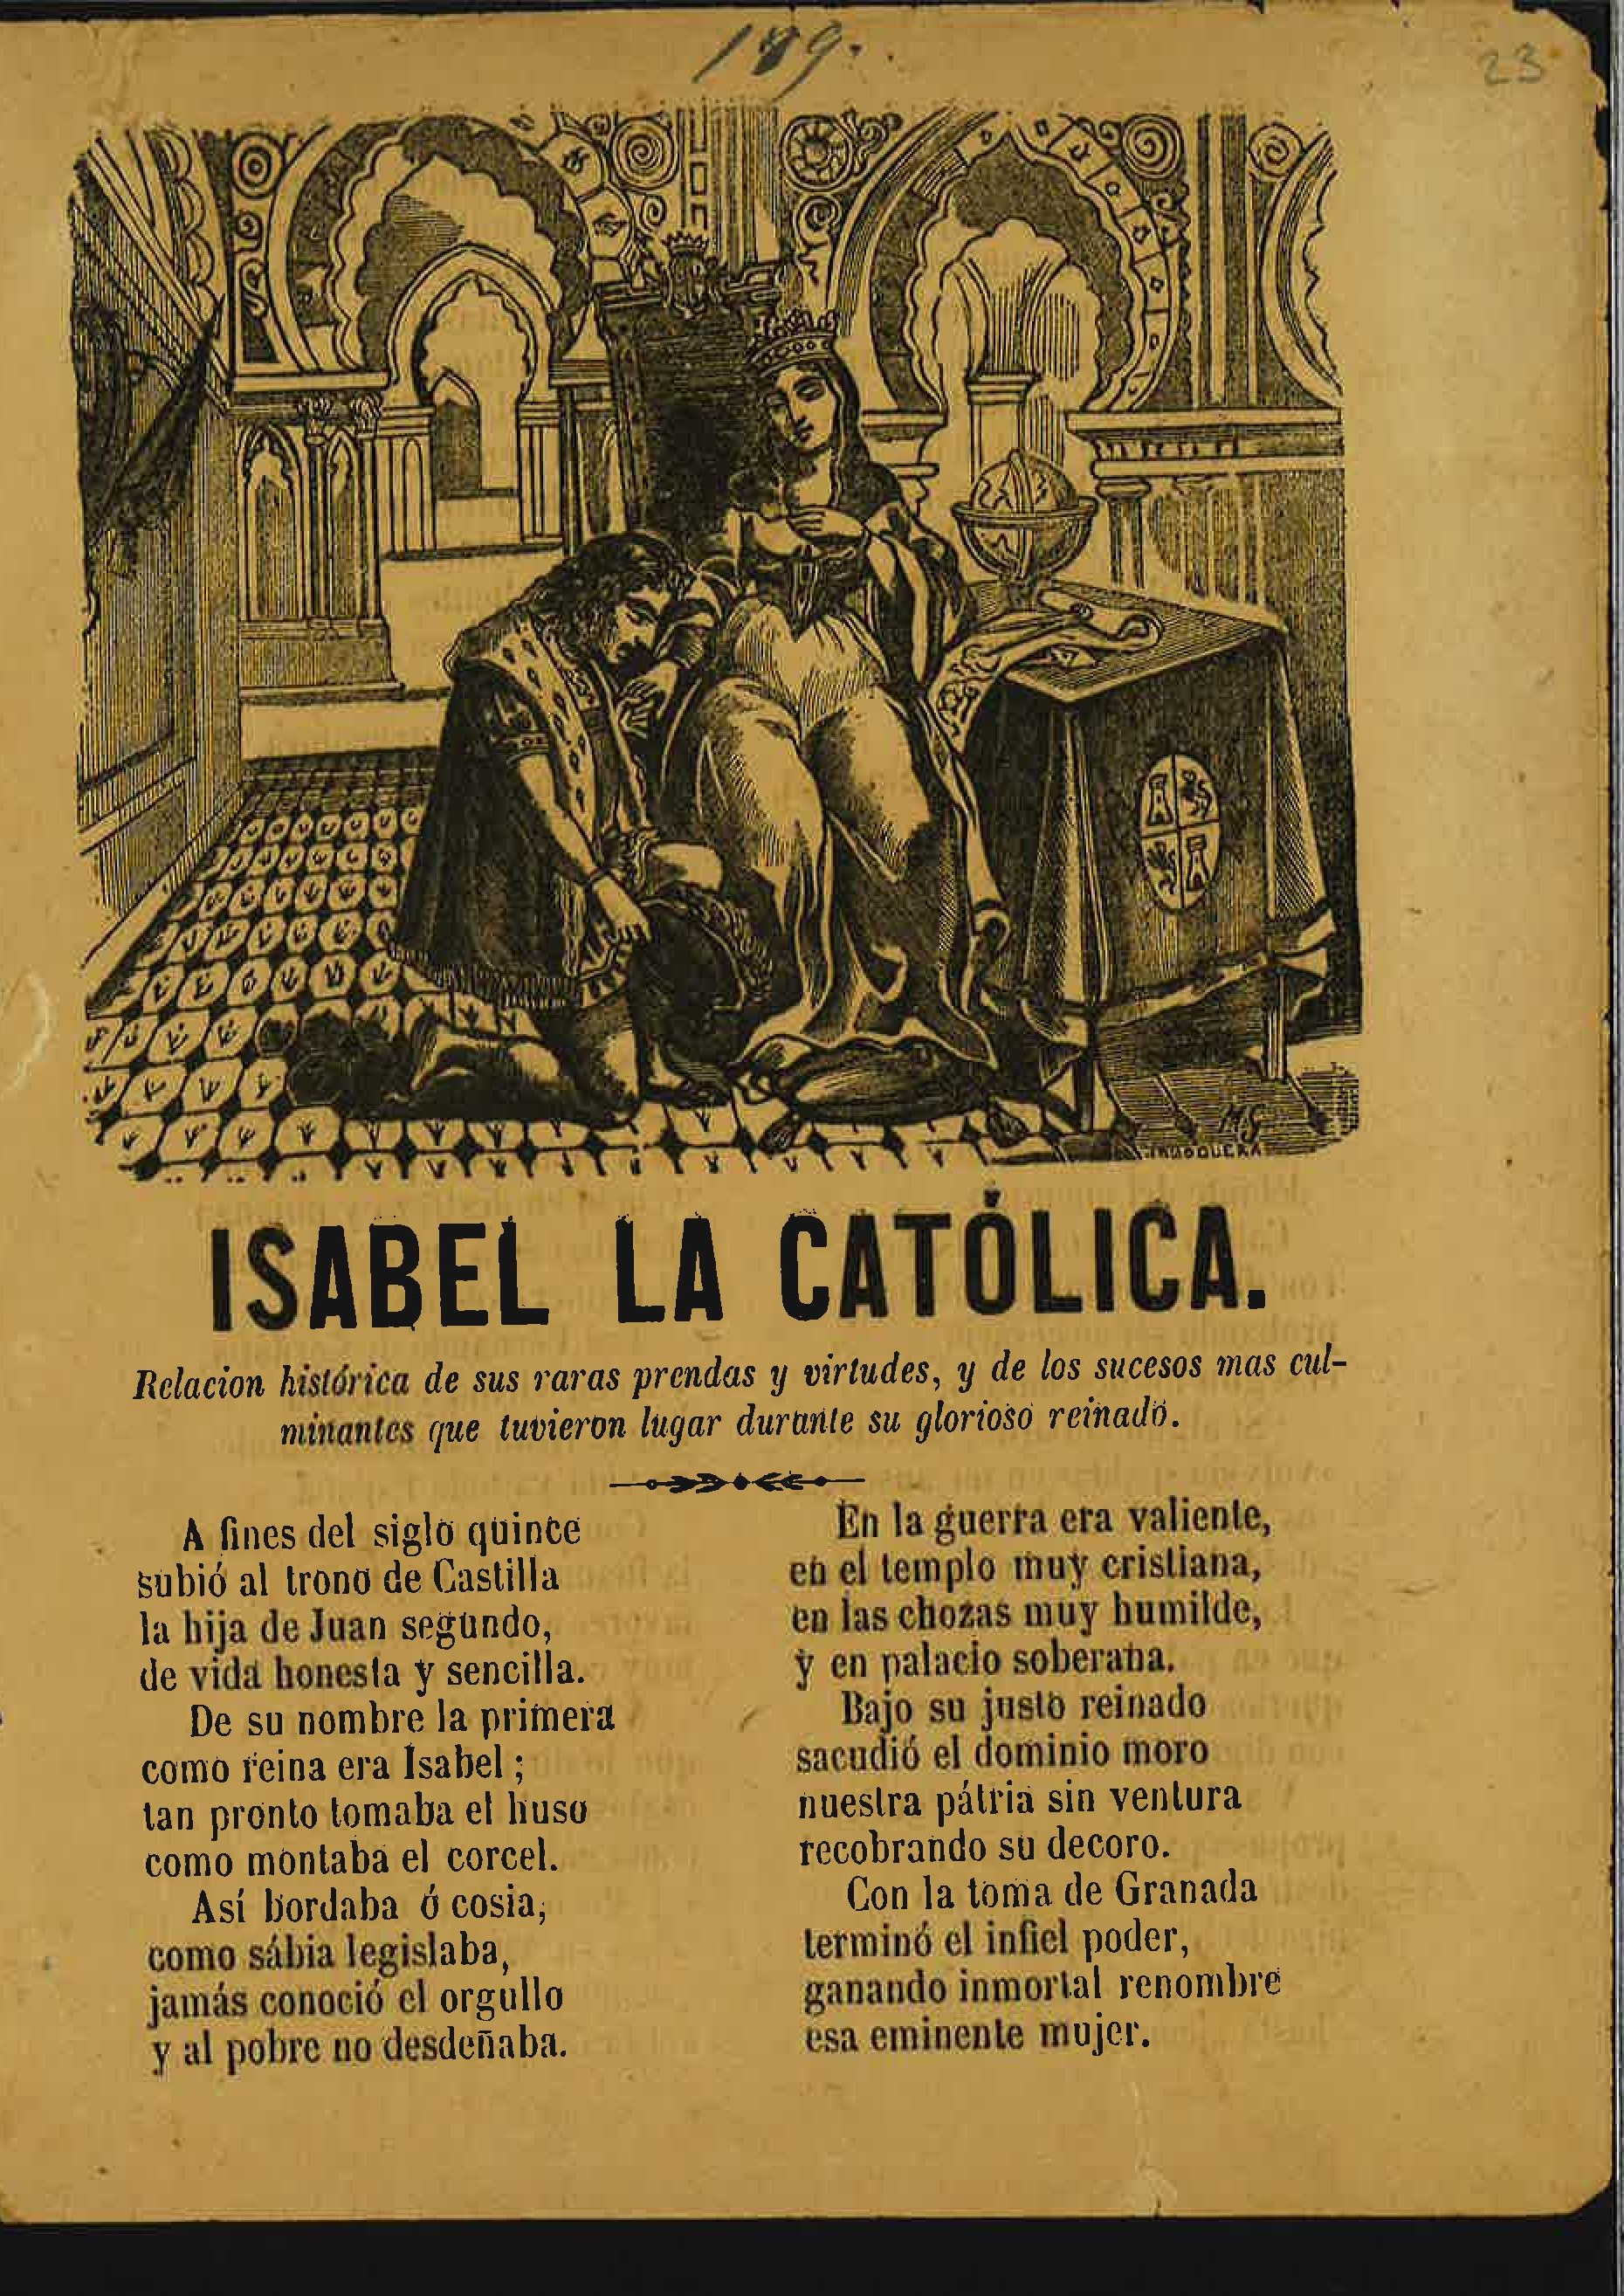 189.
23
M.G
ISABEL LA CATÓLICA.
Relacion histórica de sus raras prendas y virtudes, y de los sucesos mas cul-
minantes que tuvieron lugar durante su glorioso reinado.
A fines del siglo quince
subió al trono de Castilla
la hija de Juan segundo,
de vida honesta y sencilla.
De su nombre la primera
como reina era Isabel;
tan pronto tomaba el huso
como montaba el corcel.
Así bordaba ó cosia,
como sábia legislaba,
jamás conoció el orgullo
y al pobre no desdeñaba.
En la guerra era valiente,
en el templo muy cristiana,
en las chozas muy humilde,
y en palacio soberana.
Bajo su justo reinado
sacudió el dominio moro
nuestra pátria sin ventura
recobrando su decoro.
Con la toma de Granada
terminó el infiel poder,
ganando inmortal renombre
esa eminente mujer.